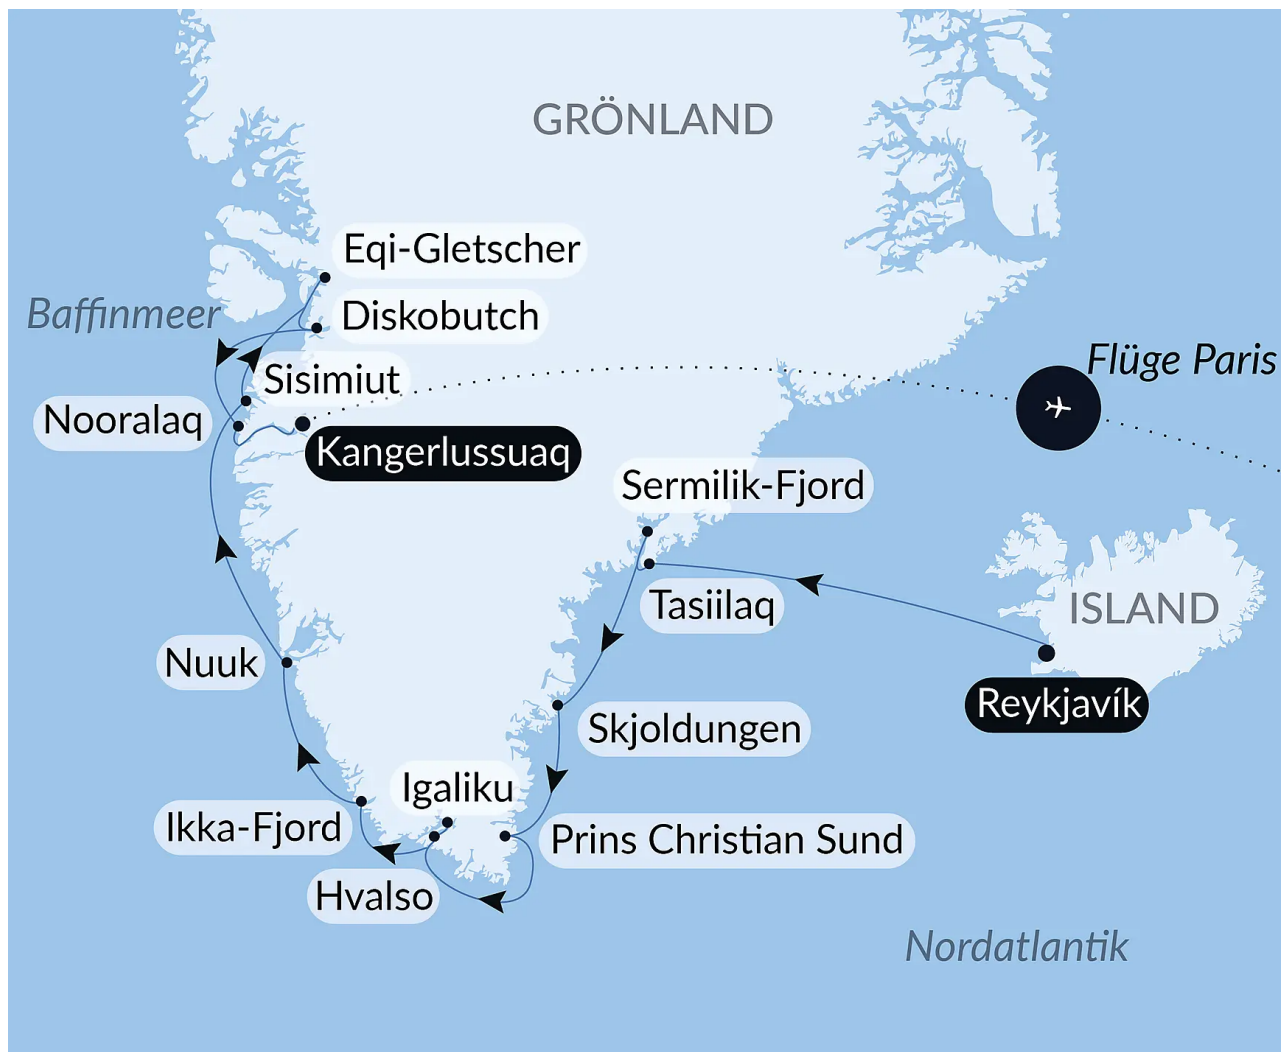 GRÖNLAND
Eqi-Gletscher
Baffinmeer
Diskobutch
Flüge Paris
Sisimiut
Nooralaq
Kangerlussuaq
Sermilik-Fjord
Tasiilaq
ISLAND
Nuuk
Reykjavík
Skjoldungen
Igaliku
Ikka-Fjord
Prins Christian Sund
Hvalso
Nordatlantik